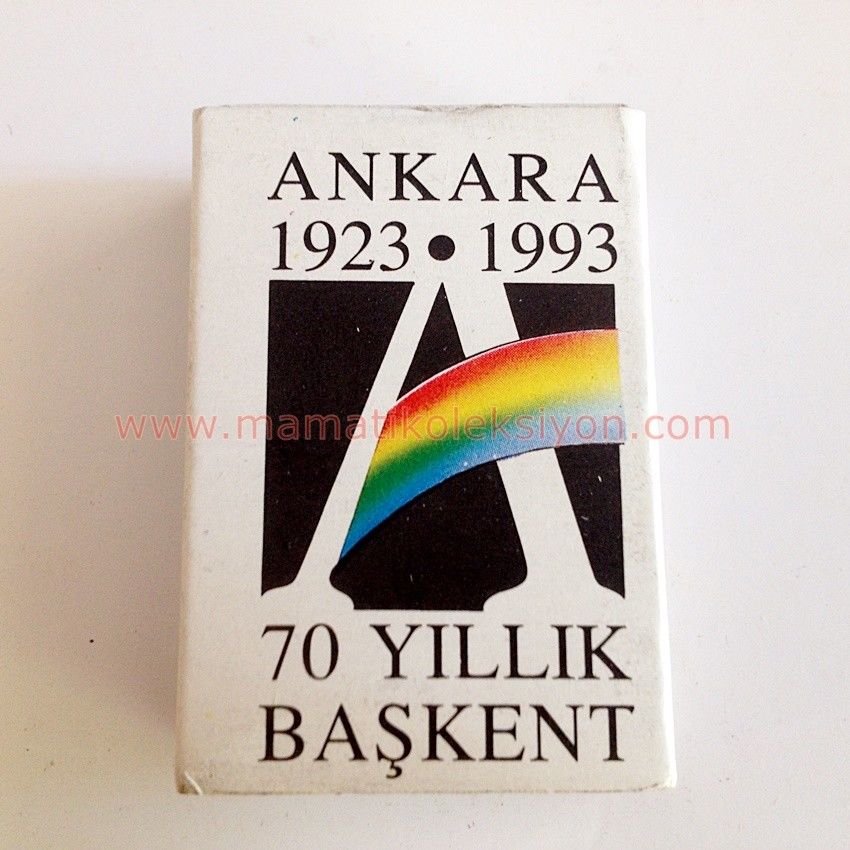 ANKARA
1923 • 1993
www.mamatikoleksiyon.com
70 YILLIK
BAŞKENT